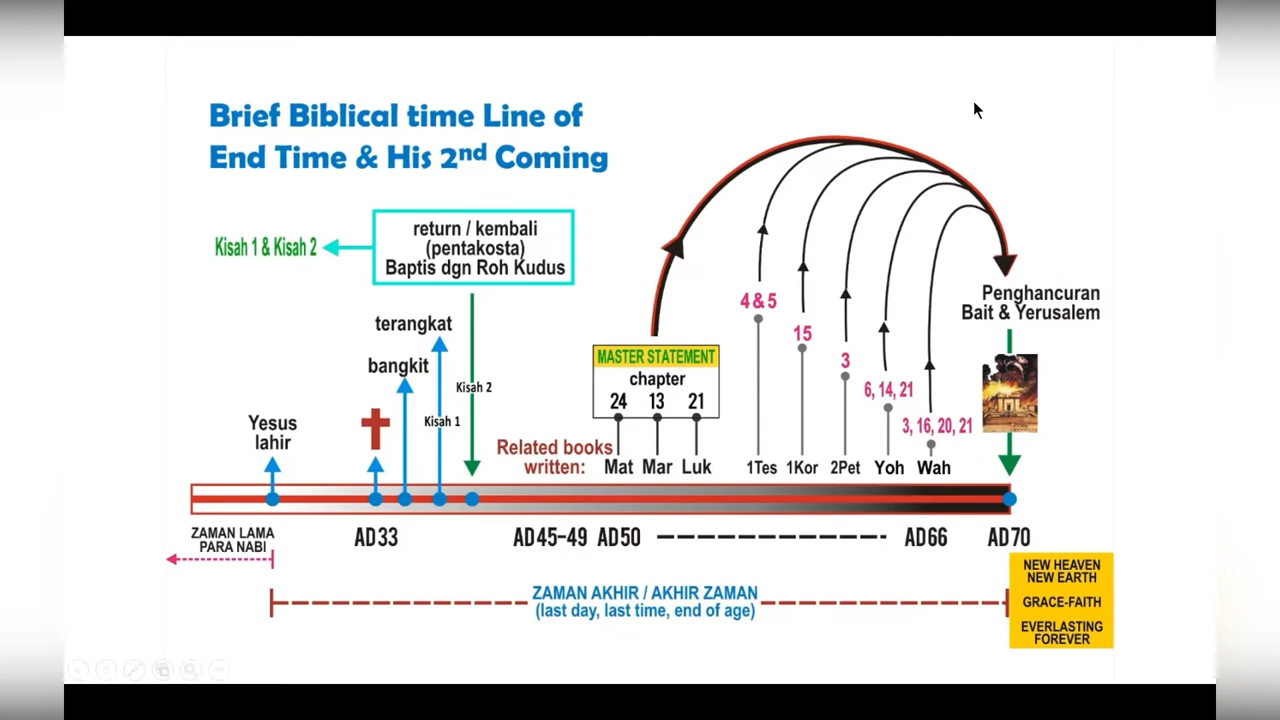 Brief Biblical time Line of
End Time & His 2nd Coming
Kisah 1 & Kisah 2
return / kembali
(pentakosta)
Baptis dgn Roh Kudus
terangkat
bangkit
Kisah 2
Kisah 1
Yesus
lahir
MASTER STATEMENT
chapter
24 13 21
4 & 5
15
3
6, 14, 21
3, 16, 20, 21
Penghancuran
Bait & Yerusalem
Related books
written:
Mat Mar Luk 1Tes 1Kor 2Pet Yoh Wah
ZAMAN LAMA
PARA NABI
AD33 AD45-49 AD50 AD66 AD70
ZAMAN AKHIR / AKHIR ZAMAN
(last day, last time, end of age)
NEW HEAVEN
NEW EARTH
GRACE-FAITH
EVERLASTING
FOREVER